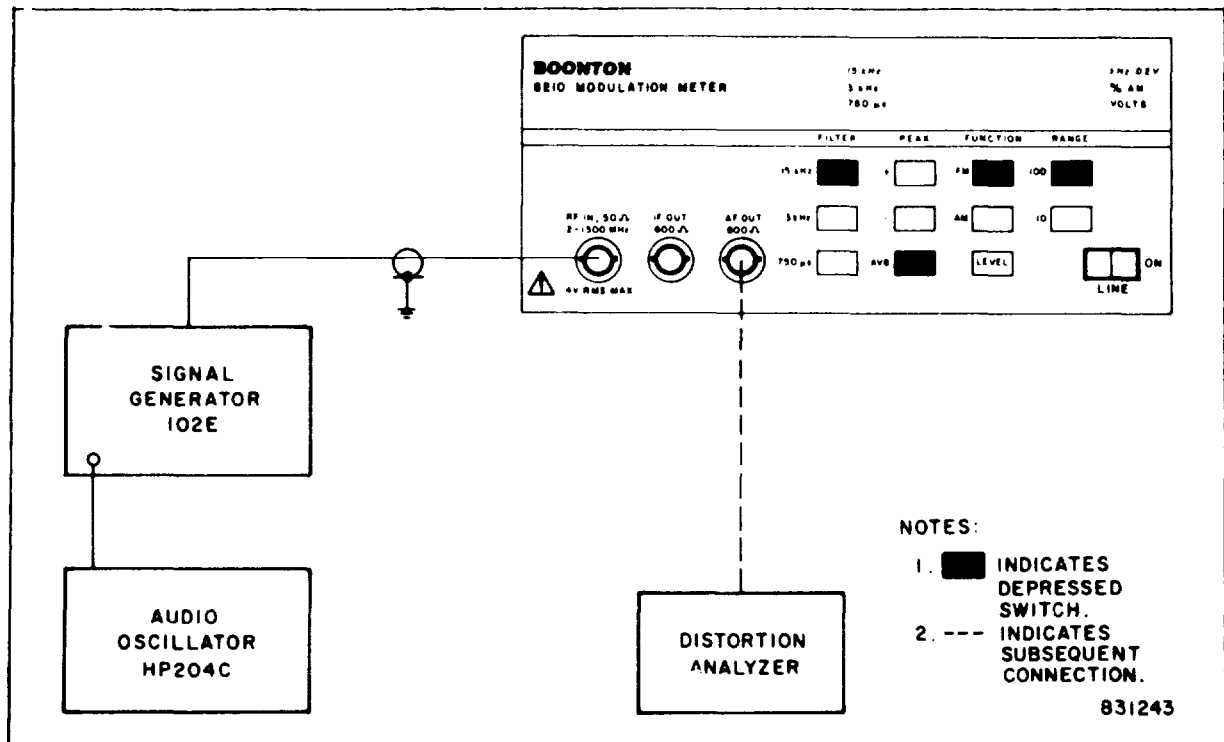 BOONTON
8210 MODULATION METER
15 kHz
3 kHz
750 µs
kHz DEV
% AM
VOLTS
FILTER PEAK FUNCTION RANGE
15 kHz + FM 100
3 kHz - AM 10
750 µs AVG LEVEL
RF IN, 50Ω
2-1500 MHz
IF OUT
600Ω
AF OUT
600Ω
4V RMS MAX
ON
LINE
SIGNAL
GENERATOR
102E
AUDIO
OSCILLATOR
HP204C
DISTORTION
ANALYZER
NOTES:
1. INDICATES
DEPRESSED
SWITCH.
2. --- INDICATES
SUBSEQUENT
CONNECTION.
831243